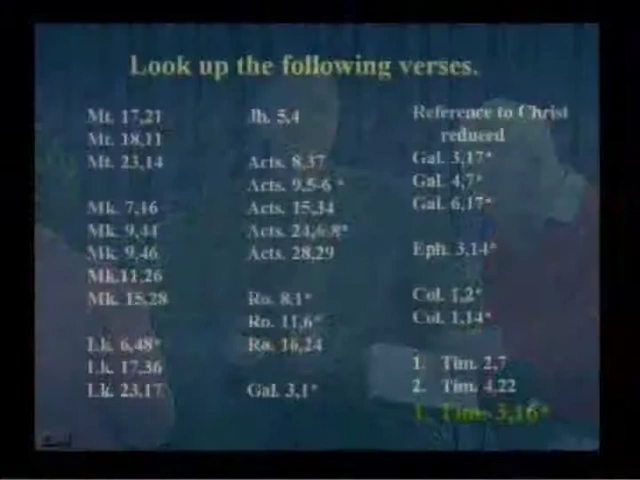 Look up the following verses.
Mt. 17,21
Mt. 18,11
Mt. 23,14
Mk. 7,16
Mk. 9,44
Mk. 9,46
Mk.11,26
Mk. 15,28
Lk. 6,48*
Lk. 17,36
Lk. 23,17
Jh. 5,4
Acts. 8,37
Acts. 9,5-6 *
Acts. 15,34
Acts. 24,6-8*
Acts. 28,29
Ro. 8,1*
Ro. 11,6*
Ro. 16,24
Gal. 3,1*
Reference to Christ
reduced
Gal. 3,17*
Gal. 4,7*
Gal. 6,17*
Eph. 3,14*
Col. 1,2*
Col. 1,14*
1. Tim. 2,7
2. Tim. 4,22
1. Tim. 3,16*